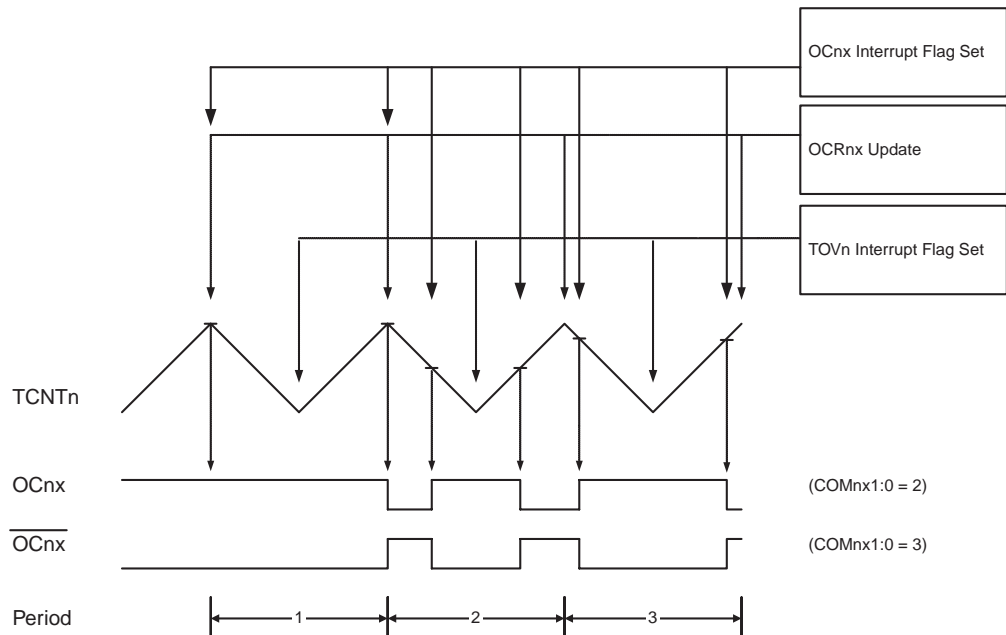 OCnx Interrupt Flag Set
OCRnx Update
TOVn Interrupt Flag Set
TCNTn
OCnx
(COMnx1:0 = 2)
OCnx
(COMnx1:0 = 3)
Period
1
2
3